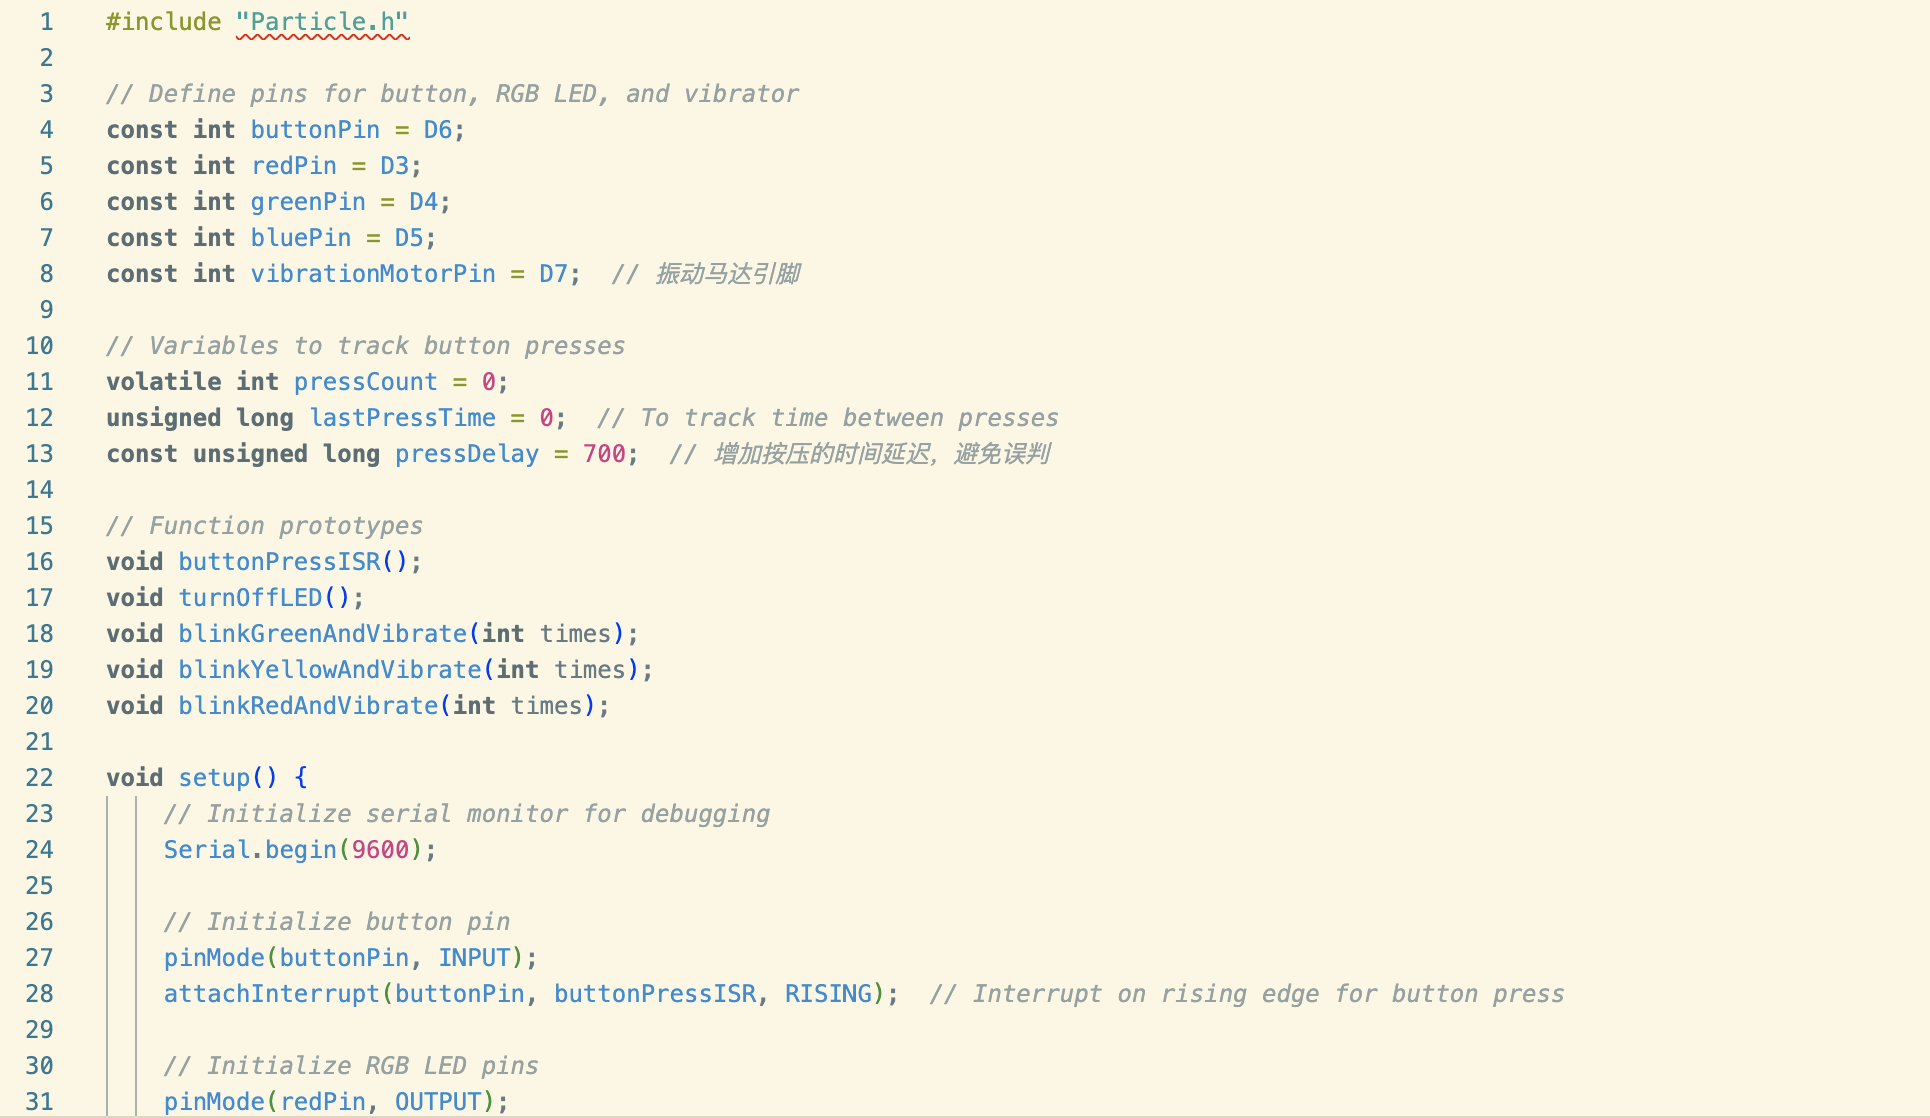 1 #include "Particle.h"
2
3 // Define pins for button, RGB LED, and vibrator
4 const int buttonPin = D6;
5 const int redPin = D3;
6 const int greenPin = D4;
7 const int bluePin = D5;
8 const int vibrationMotorPin = D7;  // 振动马达引脚
9
10 // Variables to track button presses
11 volatile int pressCount = 0;
12 unsigned long lastPressTime = 0;  // To track time between presses
13 const unsigned long pressDelay = 700;  // 增加按压的时间延迟，避免误判
14
15 // Function prototypes
16 void buttonPressISR();
17 void turnOffLED();
18 void blinkGreenAndVibrate(int times);
19 void blinkYellowAndVibrate(int times);
20 void blinkRedAndVibrate(int times);
21
22 void setup() {
23     // Initialize serial monitor for debugging
24     Serial.begin(9600);
25
26     // Initialize button pin
27     pinMode(buttonPin, INPUT);
28     attachInterrupt(buttonPin, buttonPressISR, RISING);  // Interrupt on rising edge for button press
29
30     // Initialize RGB LED pins
31     pinMode(redPin, OUTPUT);